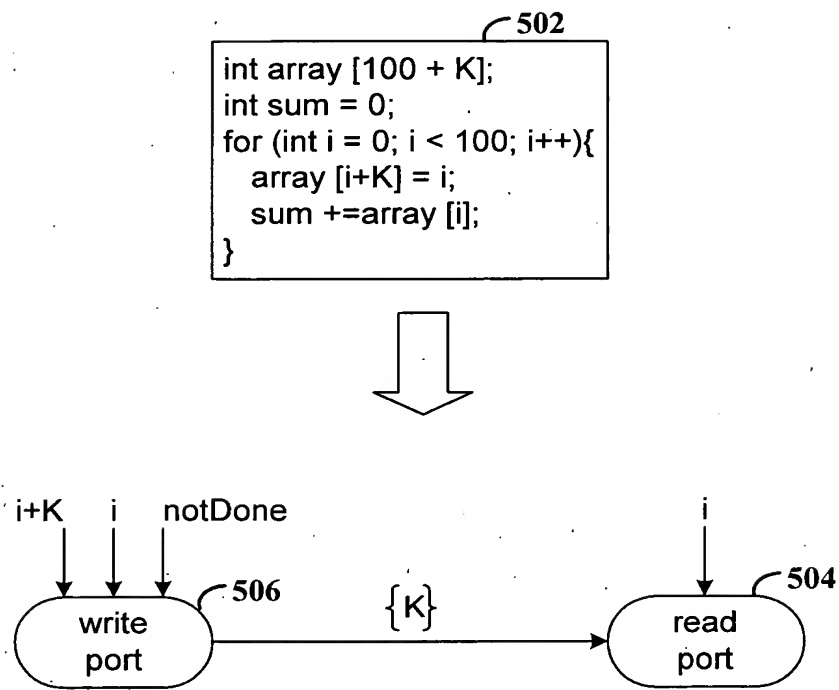 502
int array [100 + K];
int sum = 0;
for (int i = 0; i < 100; i++){
array [i+K] = i;
sum +=array [i];
}
i+K i notDone i
506 {K} 504
write port
read port